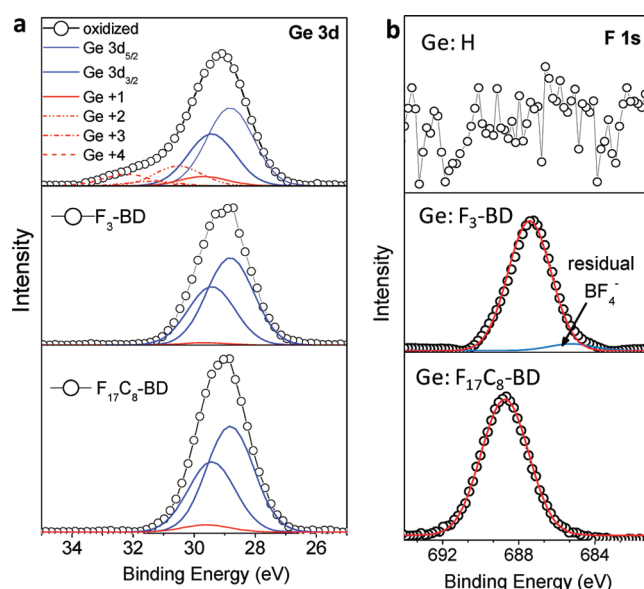 a
oxidized
Ge 3d
Ge 3d5/2
Ge 3d3/2
Ge +1
Ge +2
Ge +3
Ge +4
F3-BD
F17C8-BD
Intensity
34 32 30 28 26
Binding Energy (eV)
b
Ge: H
F 1s
Ge: F3-BD
residual
BF4-
Ge: F17C8-BD
Intensity
692 688 684
Binding Energy (eV)